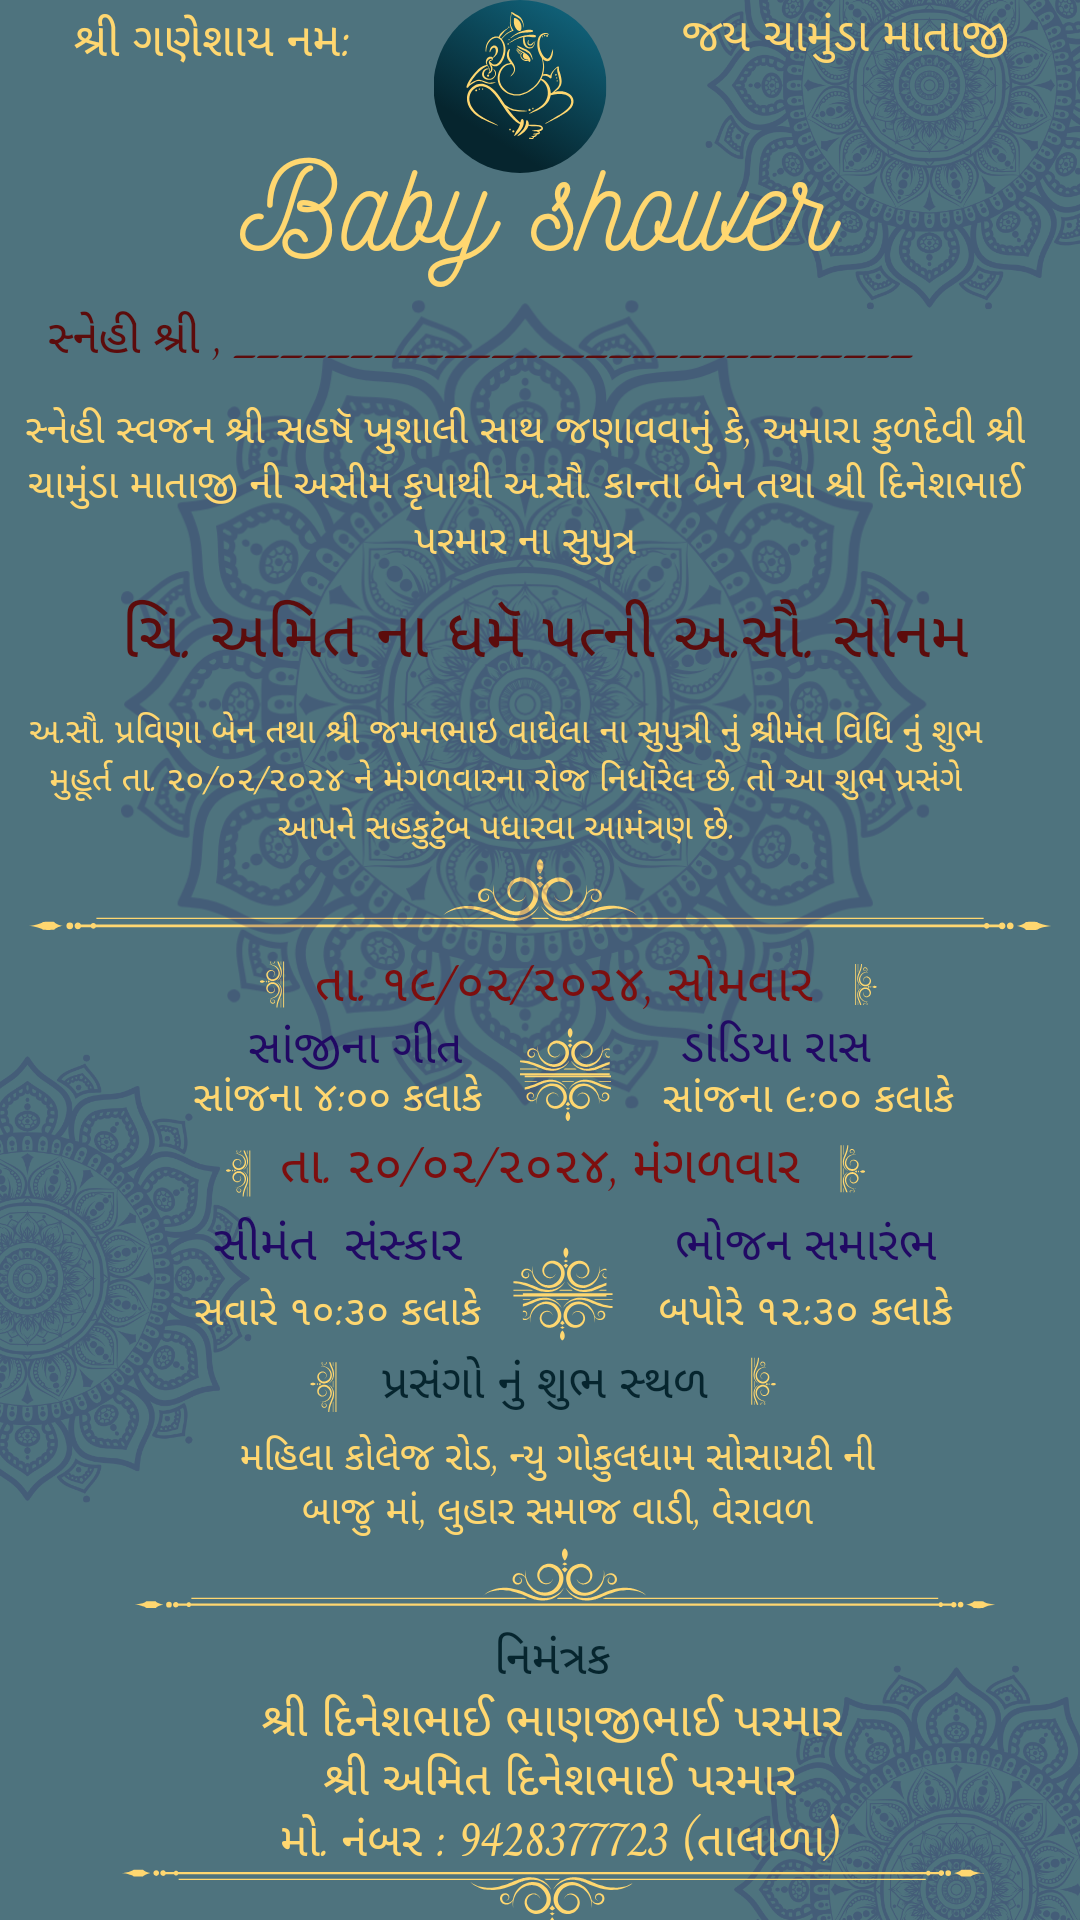 શ્રી ગણેશાય નમ:
જય ચામુંડા માતાજી
Baby shower
સ્નેહી શ્રી , _____________________________
સ્નેહી સ્વજન શ્રી સહષૅ ખુશાલી સાથ જણાવવાનું કે, અમારા કુળદેવી શ્રી
ચામુંડા માતાજી ની અસીમ કૃપાથી અ.સૌ. કાન્તા બેન તથા શ્રી દિનેશભાઈ
પરમાર ના સુપુત્ર
ચિ. અમિત ના ધમૅ પત્ની અ.સૌ. સોનમ
અ.સૌ. પ્રવિણા બેન તથા શ્રી જમનભાઇ વાઘેલા ના સુપુત્રી નું શ્રીમંત વિધિ નું શુભ
મુહૂર્ત તા. ૨૦/૦૨/૨૦૨૪ ને મંગળવારના રોજ નિધૉરેલ છે. તો આ શુભ પ્રસંગે
આપને સહકુટુંબ પધારવા આમંત્રણ છે.
તા. ૧૯/૦૨/૨૦૨૪, સોમવાર
સાંજીના ગીત
ડાંડિયા રાસ
સાંજના ૪:૦૦ કલાકે
સાંજના ૯:૦૦ કલાકે
તા. ૨૦/૦૨/૨૦૨૪, મંગળવાર
સીમંત સંસ્કાર
ભોજન સમારંભ
સવારે ૧૦:૩૦ કલાકે
બપોરે ૧૨:૩૦ કલાકે
પ્રસંગો નું શુભ સ્થળ
મહિલા કોલેજ રોડ, ન્યુ ગોકુલધામ સોસાયટી ની
બાજુ માં, લુહાર સમાજ વાડી, વેરાવળ
નિમંત્રક
શ્રી દિનેશભાઈ ભાણજીભાઈ પરમાર
શ્રી અમિત દિનેશભાઈ પરમાર
મો. નંબર : 9428377723 (તાલાળા)